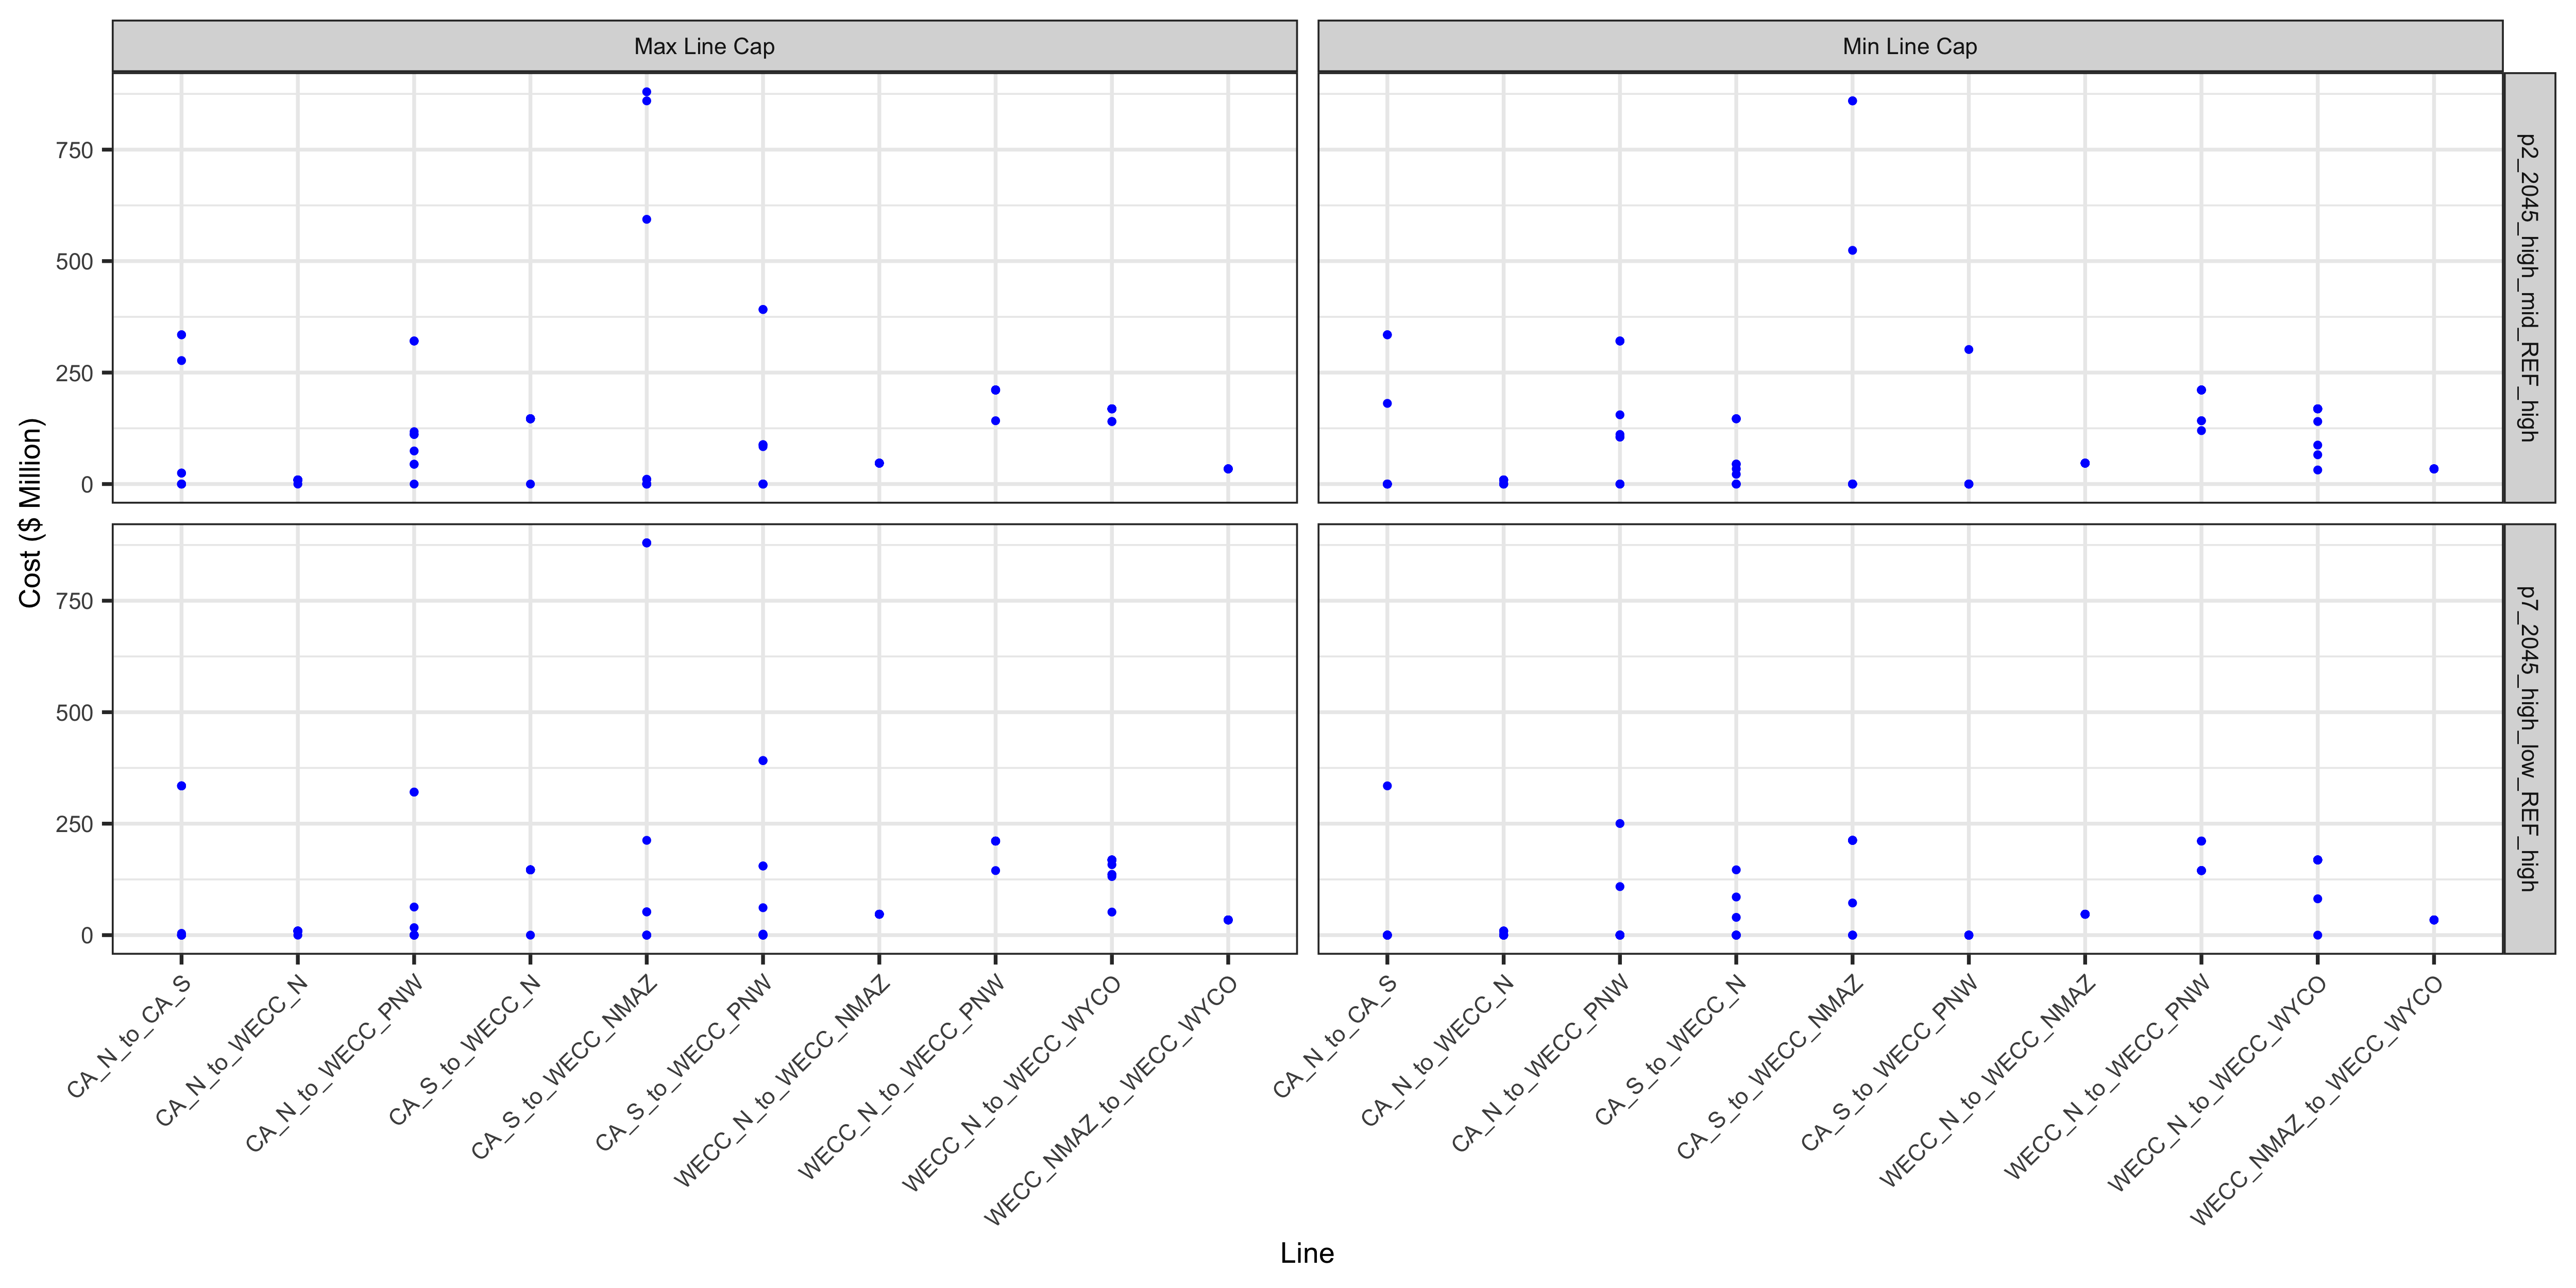 Max Line Cap
Min Line Cap
Cost ($ Million)
750
500
250
0
p2_2045_high_mid_REF_high
750
500
250
0
p7_2045_high_low_REF_high
CA_N_to_CA_S
CA_N_to_WECC_N
CA_N_to_WECC_PNW
CA_S_to_WECC_N
CA_S_to_WECC_NMAZ
CA_S_to_WECC_PNW
WECC_N_to_WECC_NMAZ
WECC_N_to_WECC_PNW
WECC_N_to_WECC_WYCO
WECC_NMAZ_to_WECC_WYCO
CA_N_to_CA_S
CA_N_to_WECC_N
CA_N_to_WECC_PNW
CA_S_to_WECC_N
CA_S_to_WECC_NMAZ
CA_S_to_WECC_PNW
WECC_N_to_WECC_NMAZ
WECC_N_to_WECC_PNW
WECC_N_to_WECC_WYCO
WECC_NMAZ_to_WECC_WYCO
Line